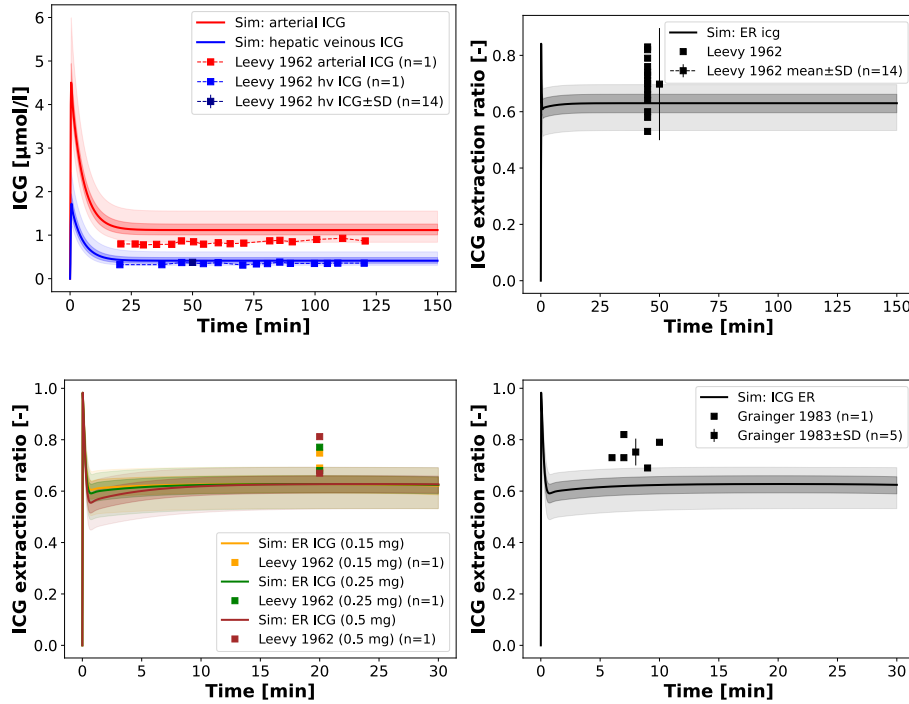 ICG [μmol/l]
6
5
4
3
2
1
0
Sim: arterial ICG
Sim: hepatic veinous ICG
Leevy 1962 arterial ICG (n=1)
Leevy 1962 hv ICG (n=1)
Leevy 1962 hv ICG±SD (n=14)
0 25 50 75 100 125 150
Time [min]
ICG extraction ratio [-]
0.8
0.6
0.4
0.2
0.0
Sim: ER icg
Leevy 1962
Leevy 1962 mean±SD (n=14)
0 25 50 75 100 125 150
Time [min]
ICG extraction ratio [-]
1.0
0.8
0.6
0.4
0.2
0.0
Sim: ER ICG (0.15 mg)
Leevy 1962 (0.15 mg) (n=1)
Sim: ER ICG (0.25 mg)
Leevy 1962 (0.25 mg) (n=1)
Sim: ER ICG (0.5 mg)
Leevy 1962 (0.5 mg) (n=1)
0 5 10 15 20 25 30
Time [min]
ICG extraction ratio [-]
1.0
0.8
0.6
0.4
0.2
0.0
Sim: ICG ER
Grainger 1983 (n=1)
Grainger 1983±SD (n=5)
0 5 10 15 20 25 30
Time [min]